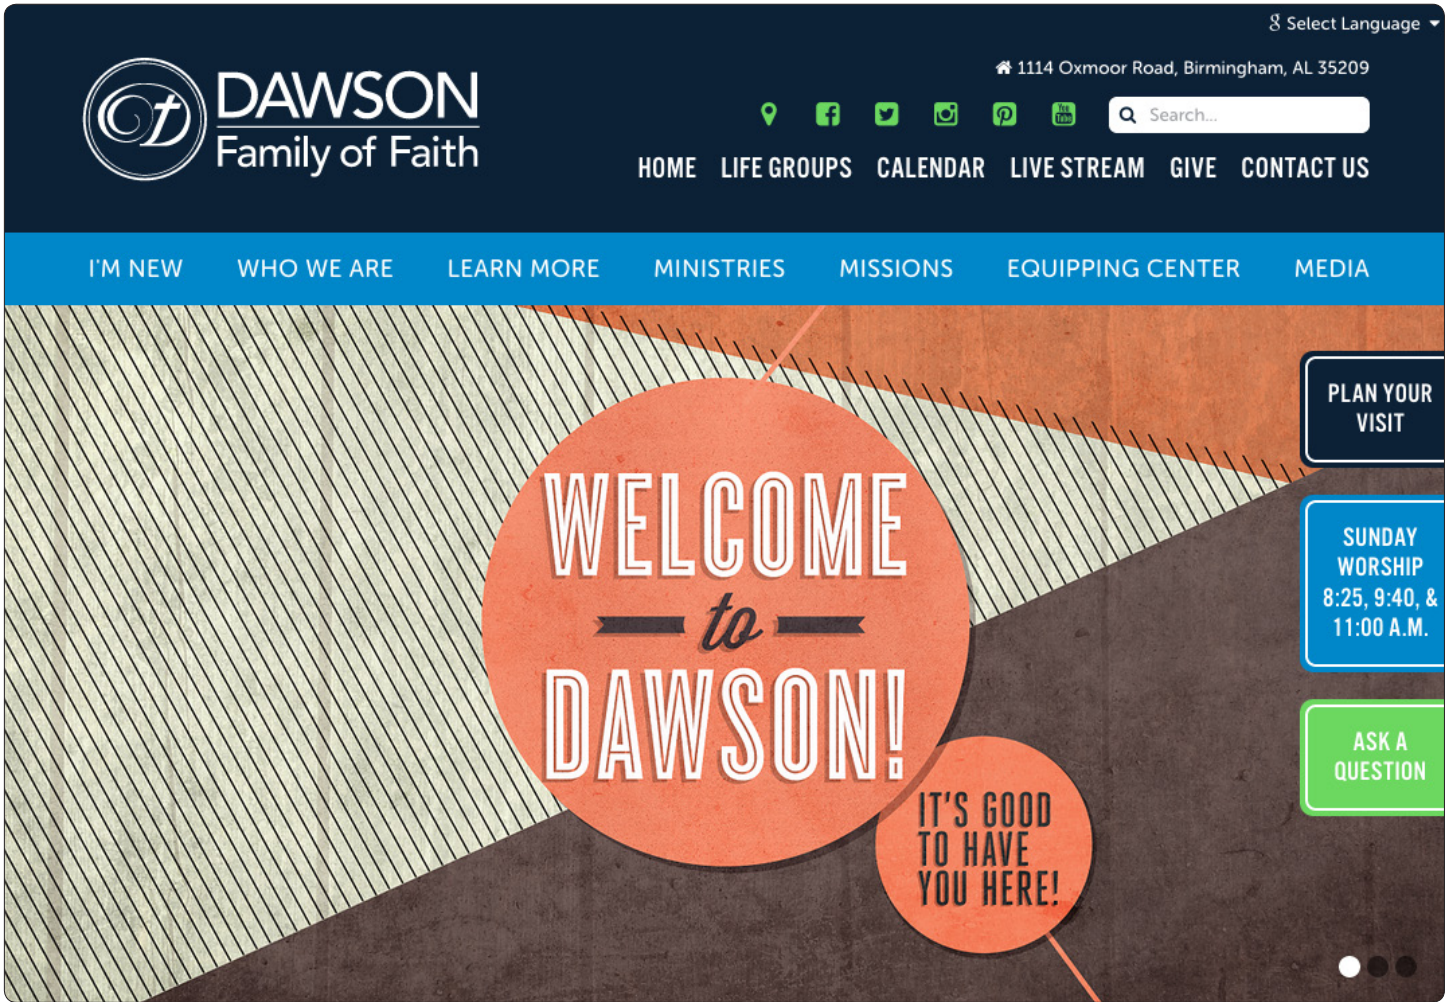 Select Language
1114 Oxmoor Road, Birmingham, AL 35209
DAWSON
Family of Faith
You
Tube
Search...
HOME LIFE GROUPS CALENDAR LIVE STREAM GIVE CONTACT US
I'M NEW WHO WE ARE LEARN MORE MINISTRIES MISSIONS EQUIPPING CENTER MEDIA
WELCOME
to
DAWSON!
IT'S GOOD
TO HAVE
YOU HERE!
PLAN YOUR
VISIT
SUNDAY
WORSHIP
8:25, 9:40, &
11:00 A.M.
ASK A
QUESTION